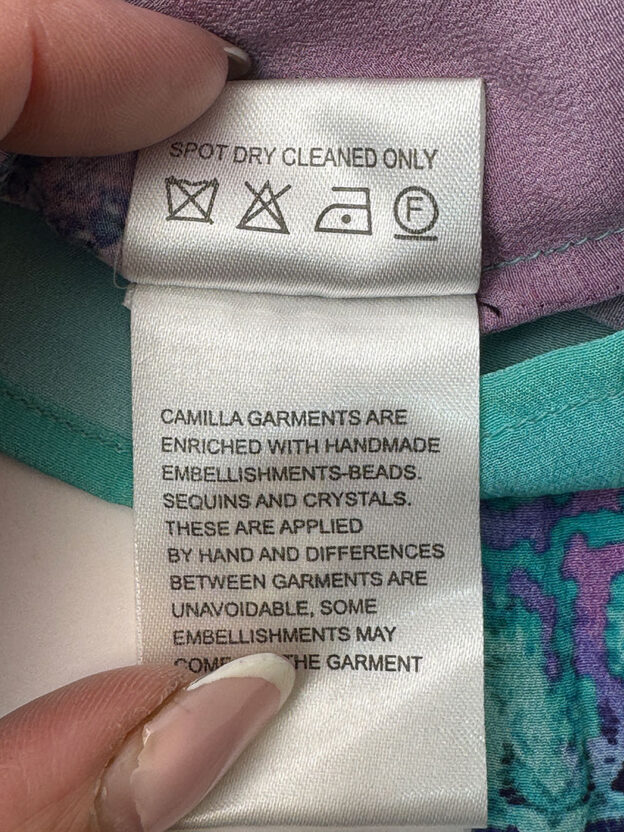 SPOT DRY CLEANED ONLY
F
CAMILLA GARMENTS ARE
ENRICHED WITH HANDMADE
EMBELLISHMENTS-BEADS.
SEQUINS AND CRYSTALS.
THESE ARE APPLIED
BY HAND AND DIFFERENCES
BETWEEN GARMENTS ARE
UNAVOIDABLE, SOME
EMBELLISHMENTS MAY
THE GARMENT